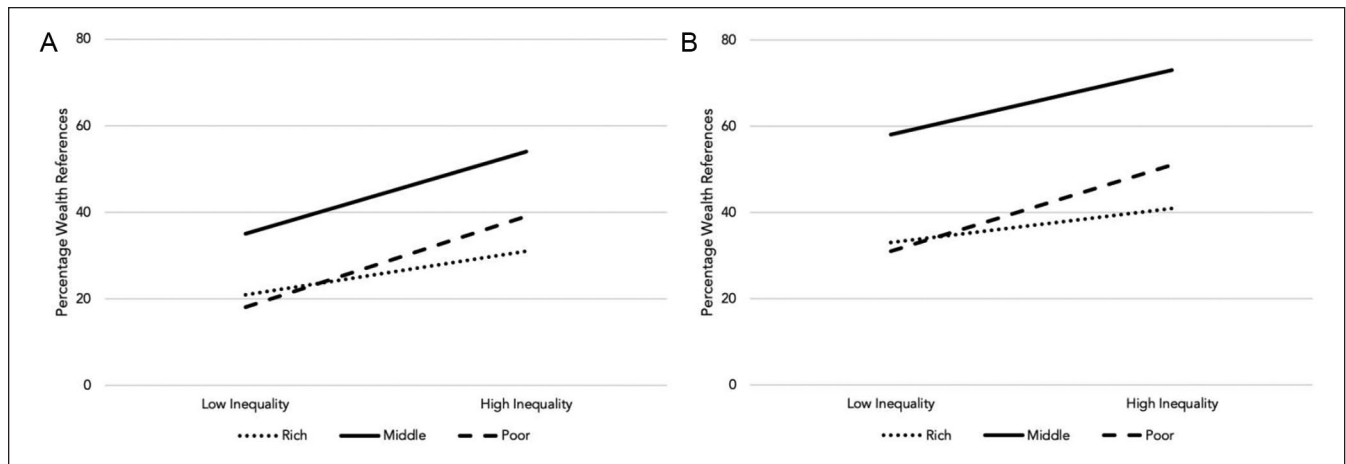 A
80
60
40
20
0
Percentage Wealth References
Low Inequality
High Inequality
Rich
Middle
Poor
B
80
60
40
20
0
Percentage Wealth References
Low Inequality
High Inequality
Rich
Middle
Poor